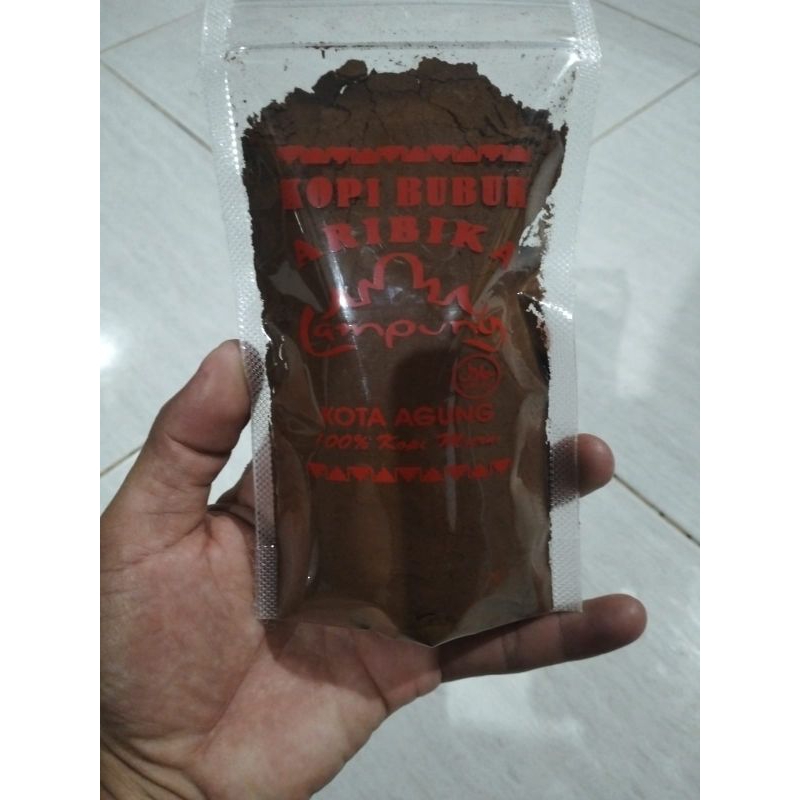 KOPI BUBUK
ARIBIKA
Lampung
KOTA AGUNG
100% Kopi Murni